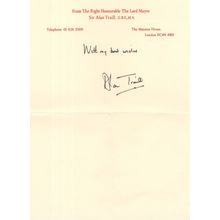 From The Right Honourable The Lord Mayor
Sir Alan Traill, G.B.E., M.A.
Telephone 01 626 2500
The Mansion House
London EC4N 8BH
With my best wishes
Alan Traill